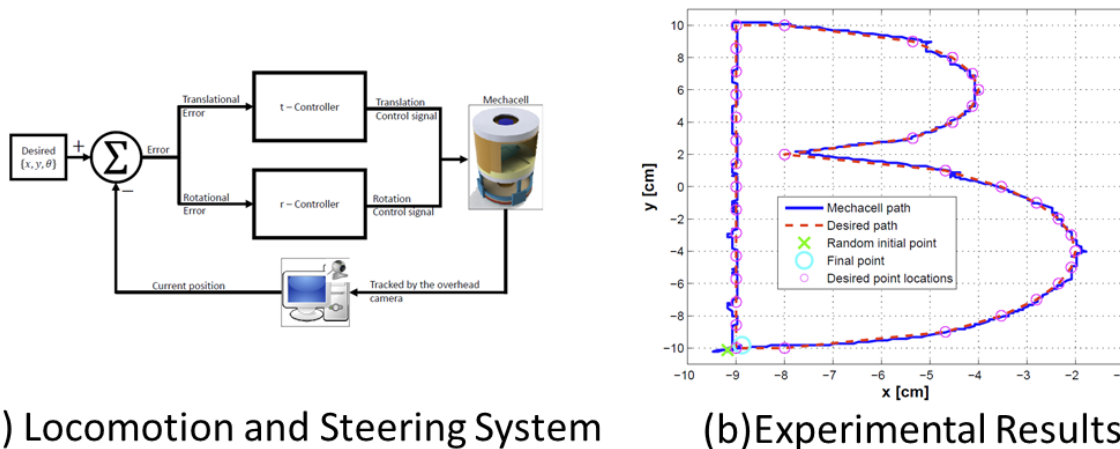 Desired
{x, y, θ}
+
−
Σ
Error
Translational
Error
Rotational
Error
t – Controller
r – Controller
Translation
Control signal
Rotation
Control signal
Mechacell
Tracked by the overhead
camera
Current position
) Locomotion and Steering System
10
8
6
4
2
0
−2
−4
−6
−8
−10
y [cm]
Mechacell path
Desired path
Random initial point
Final point
Desired point locations
−10 −9 −8 −7 −6 −5 −4 −3 −2 −1
x [cm]
(b)Experimental Results